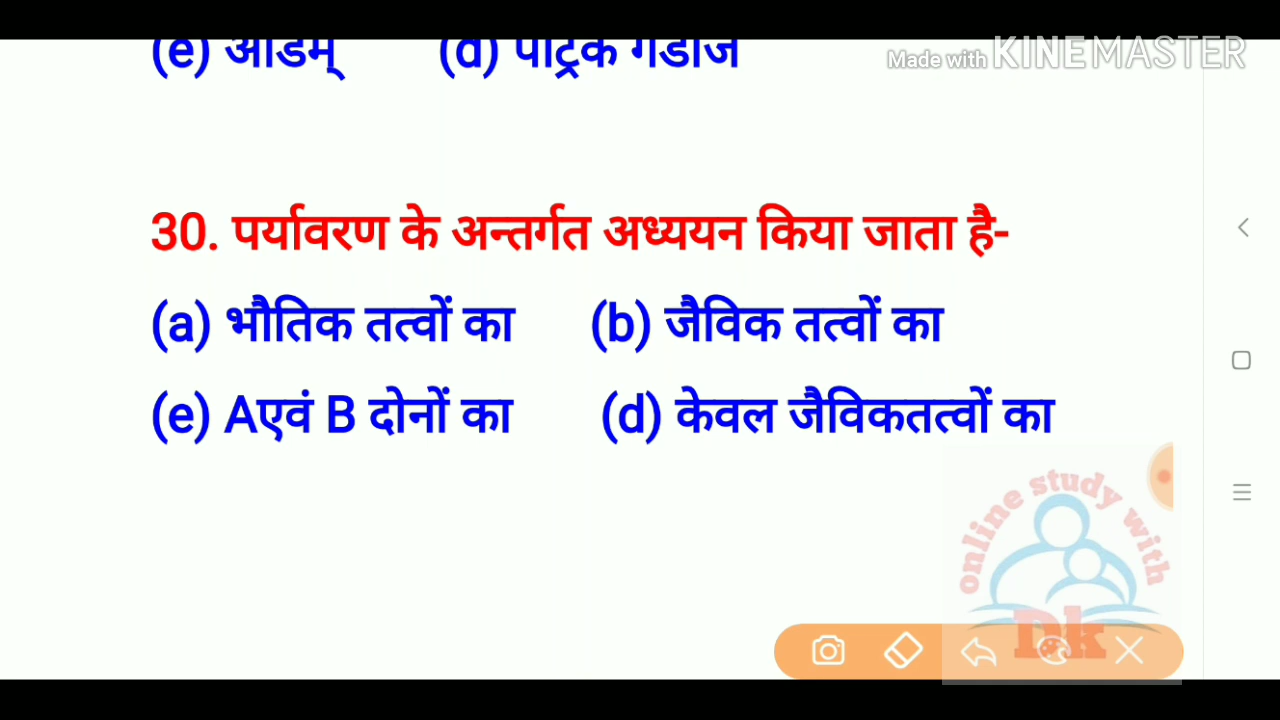 (e) ओडम् (d) पैट्रिक गैडीज
Made with KINEMASTER
30. पर्यावरण के अन्तर्गत अध्ययन किया जाता है-
(a) भौतिक तत्वों का (b) जैविक तत्वों का
(e) Aएवं B दोनों का (d) केवल जैविकतत्वों का
online study with
Dk